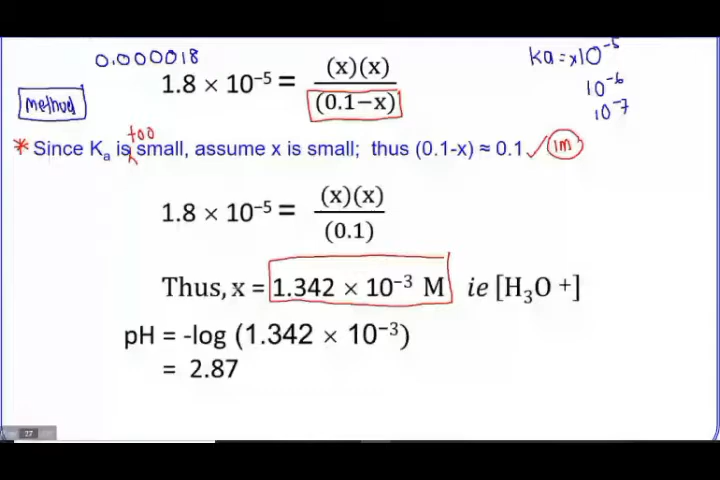 0.000018
Ka = x10⁻⁵
1.8 × 10⁻⁵ = (x)(x) / (0.1−x)
10⁻⁶
method
10⁻⁷
too
* Since Kₐ is small, assume x is small; thus (0.1-x) ≈ 0.1 ✓ 1m
1.8 × 10⁻⁵ = (x)(x) / (0.1)
Thus, x = 1.342 × 10⁻³ M ie [H₃O +]
pH = -log (1.342 × 10⁻³)
= 2.87
27